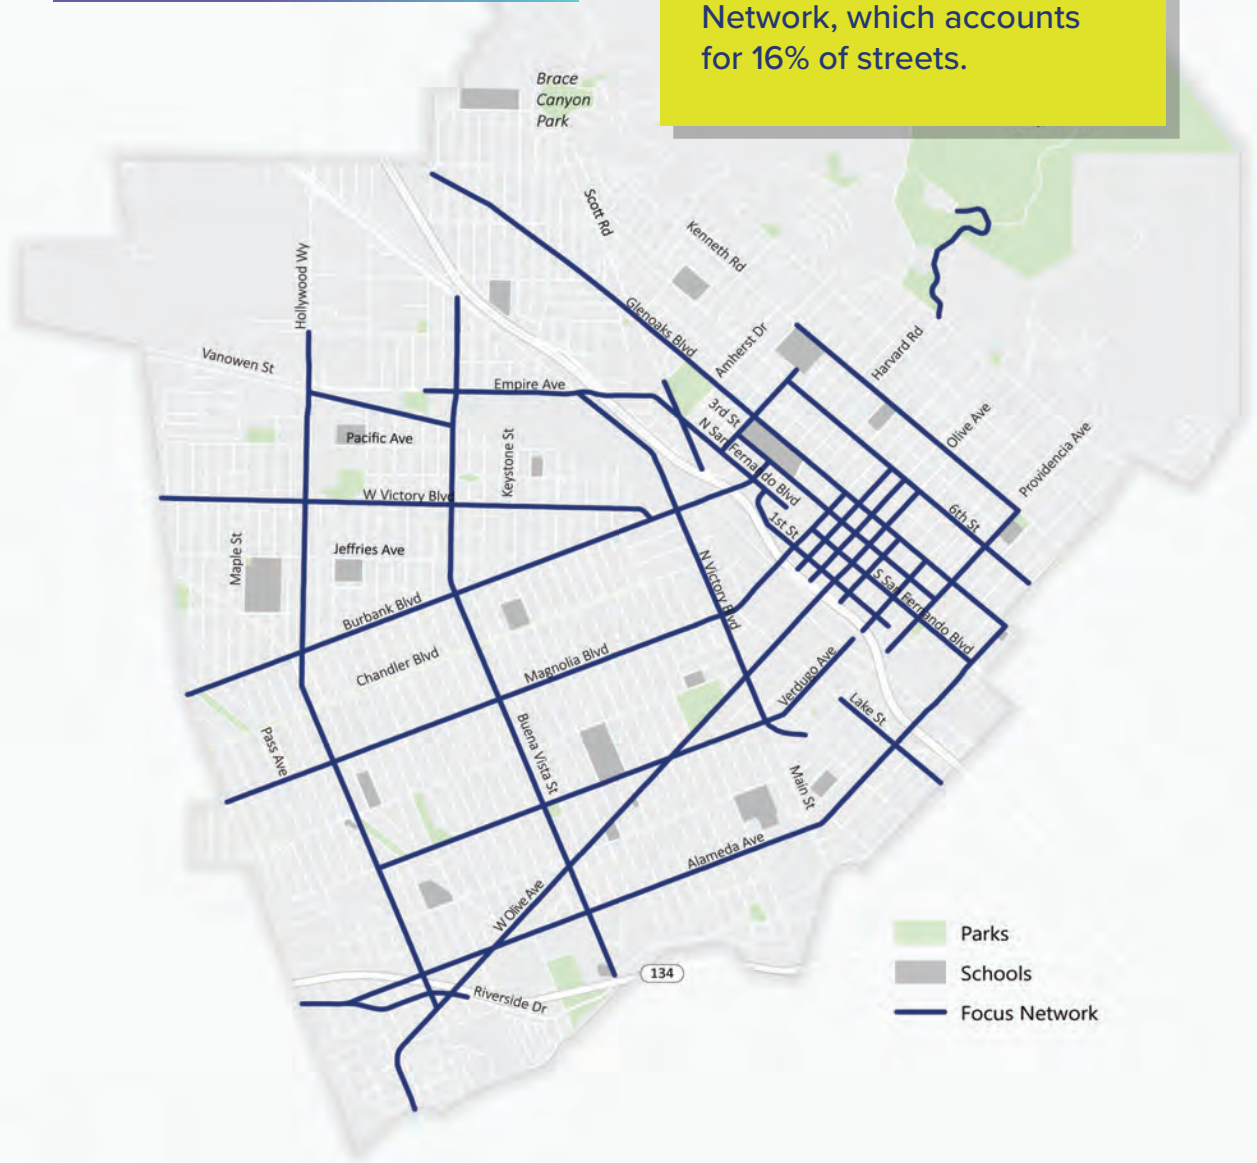 Network, which accounts
for 16% of streets.
Brace
Canyon
Park
Scott Rd
Kenneth Rd
Hollywood Wy
Glenoaks Blvd
Amherst Dr
Harvard Rd
Vanowen St
Empire Ave
3rd St
Olive Ave
Providencia Ave
Pacific Ave
Keystone St
N San Fernando Blvd
W Victory Blvd
1st St
6th St
Maple St
Jeffries Ave
N Victory Blvd
S San Fernando Blvd
Burbank Blvd
Chandler Blvd
Magnolia Blvd
Verdugo Ave
Lake St
Pass Ave
Buena Vista St
Main St
Alameda Ave
W Olive Ave
134
Riverside Dr
Parks
Schools
Focus Network